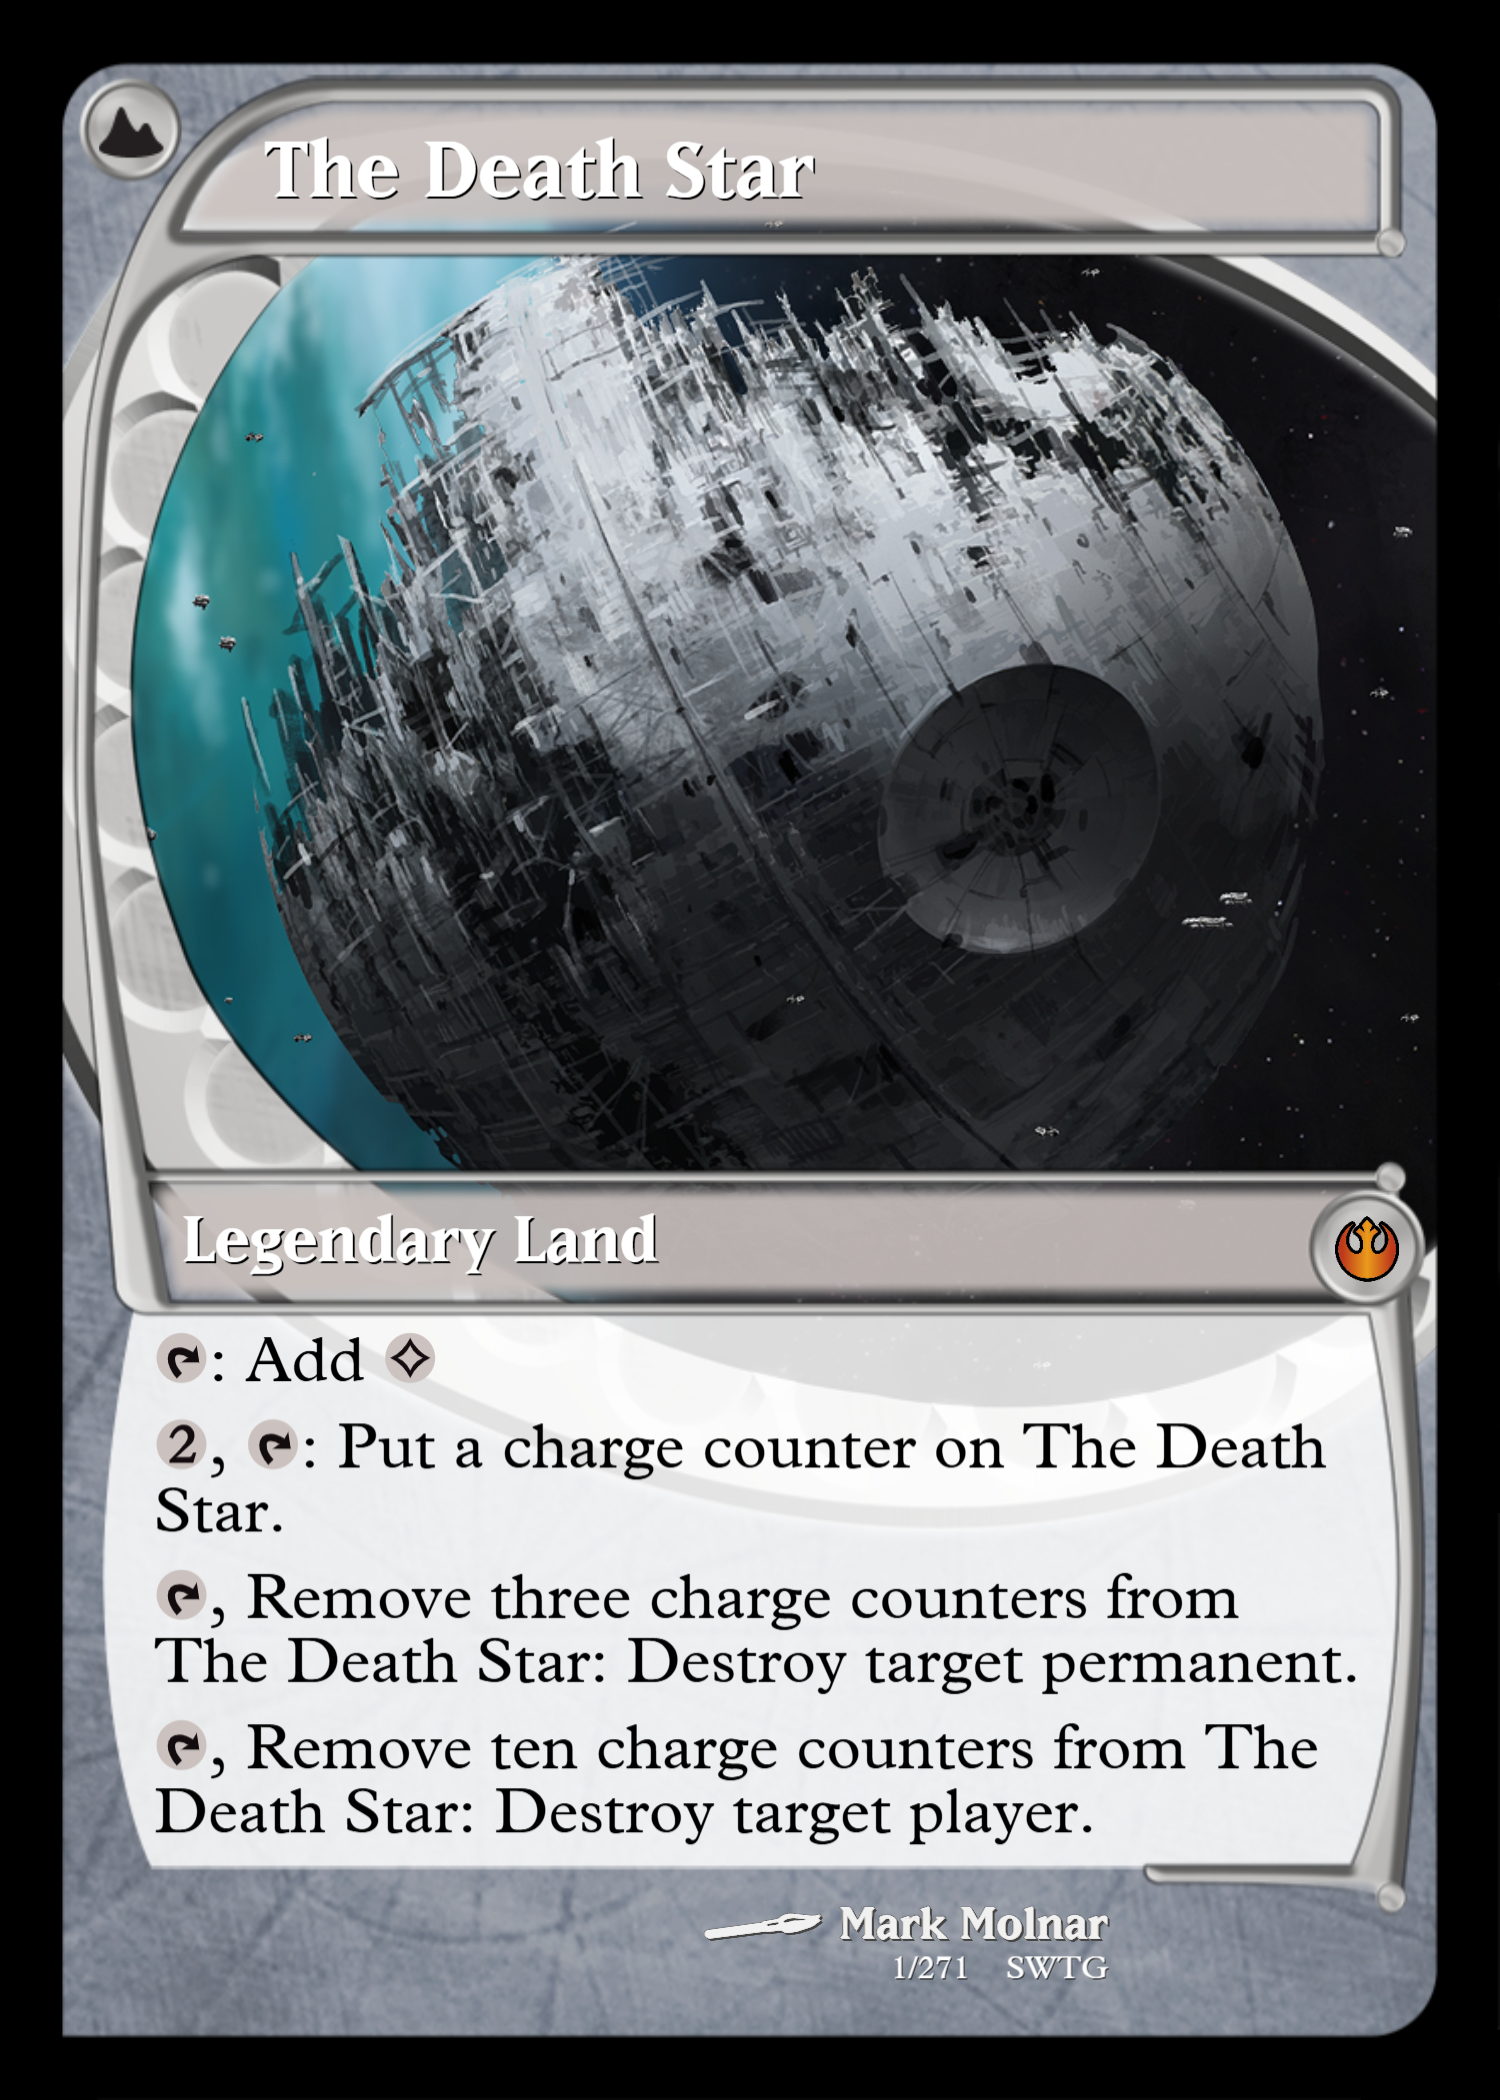 The Death Star
Legendary Land
: Add
2, : Put a charge counter on The Death
Star.
, Remove three charge counters from
The Death Star: Destroy target permanent.
, Remove ten charge counters from The
Death Star: Destroy target player.
Mark Molnar
1/271 SWTG